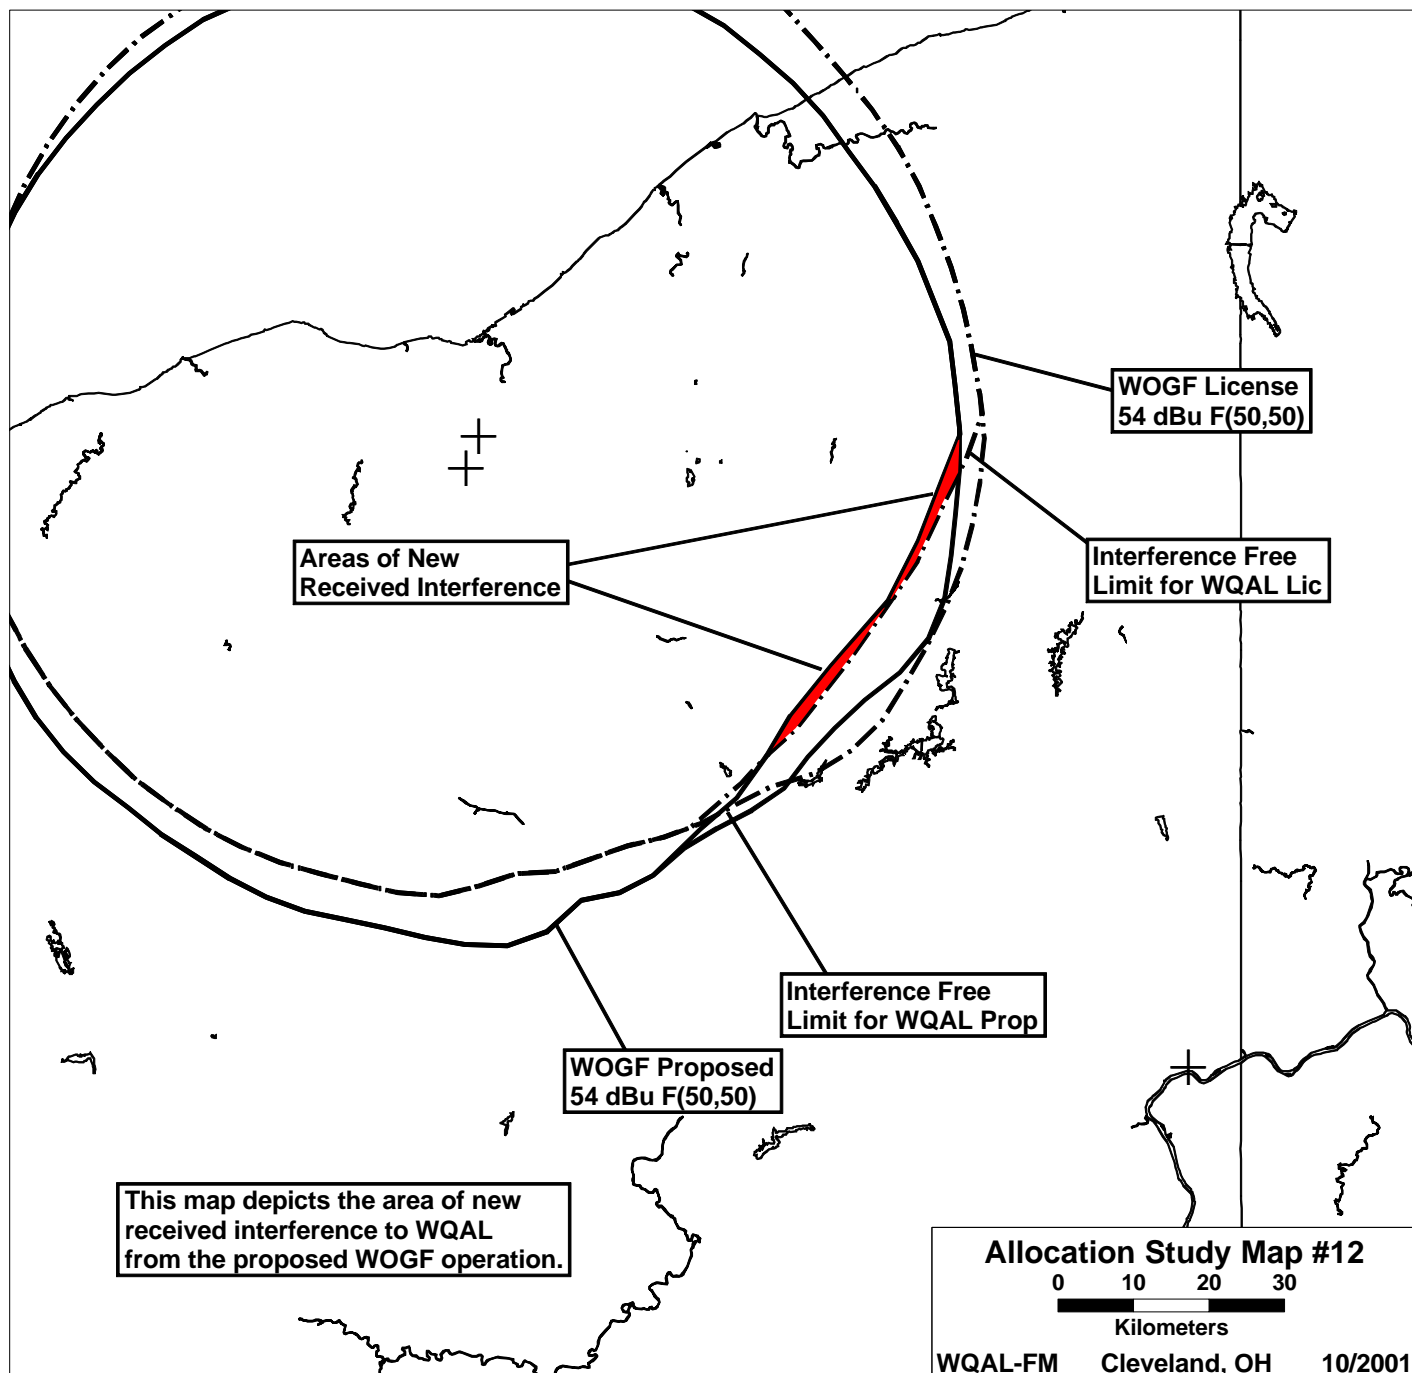 WOGF License
54 dBu F(50,50)
Areas of New
Received Interference
Interference Free
Limit for WQAL Lic
Interference Free
Limit for WQAL Prop
WOGF Proposed
54 dBu F(50,50)
This map depicts the area of new
received interference to WQAL
from the proposed WOGF operation.
Allocation Study Map #12
0 10 20 30
Kilometers
WQAL-FM Cleveland, OH 10/2001